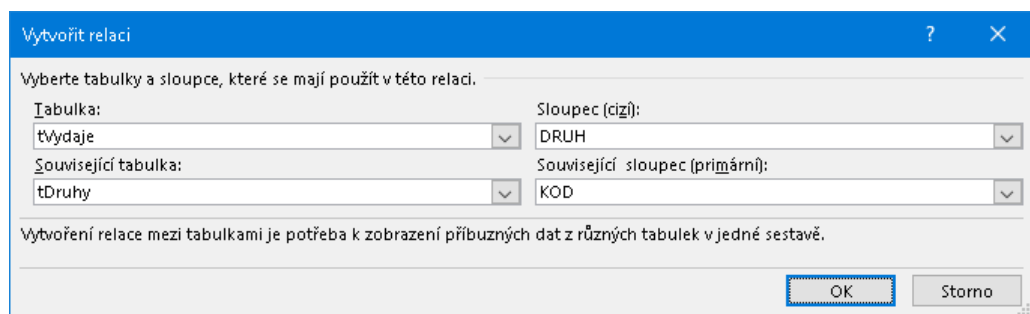 Vytvořit relaci ? ✕
Vyberte tabulky a sloupce, které se mají použít v této relaci.
Tabulka: Sloupec (cizí):
tVydaje DRUH
Související tabulka: Související sloupec (primární):
tDruhy KOD
Vytvoření relace mezi tabulkami je potřeba k zobrazení příbuzných dat z různých tabulek v jedné sestavě.
OK Storno